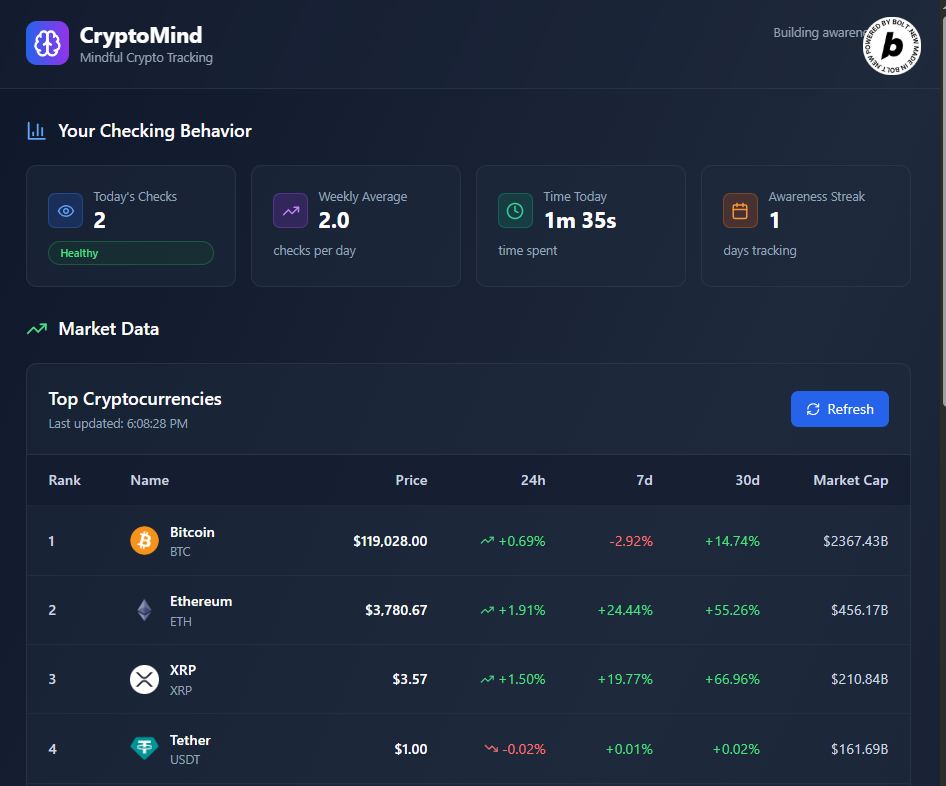 CryptoMind
Mindful Crypto Tracking
Building
POWERED BY BOLT.NEW MADE IN BOLT.NEW
b
Your Checking Behavior
Today's Checks
2
Healthy
Weekly Average
2.0
checks per day
Time Today
1m 35s
time spent
Awareness Streak
1
days tracking
Market Data
Top Cryptocurrencies
Last updated: 6:08:28 PM
Refresh
Rank Name Price 24h 7d 30d Market Cap
1 Bitcoin $119,028.00 +0.69% -2.92% +14.74% $2367.43B
BTC
2 Ethereum $3,780.67 +1.91% +24.44% +55.26% $456.17B
ETH
3 XRP $3.57 +1.50% +19.77% +66.96% $210.84B
XRP
4 Tether $1.00 -0.02% +0.01% +0.02% $161.69B
USDT